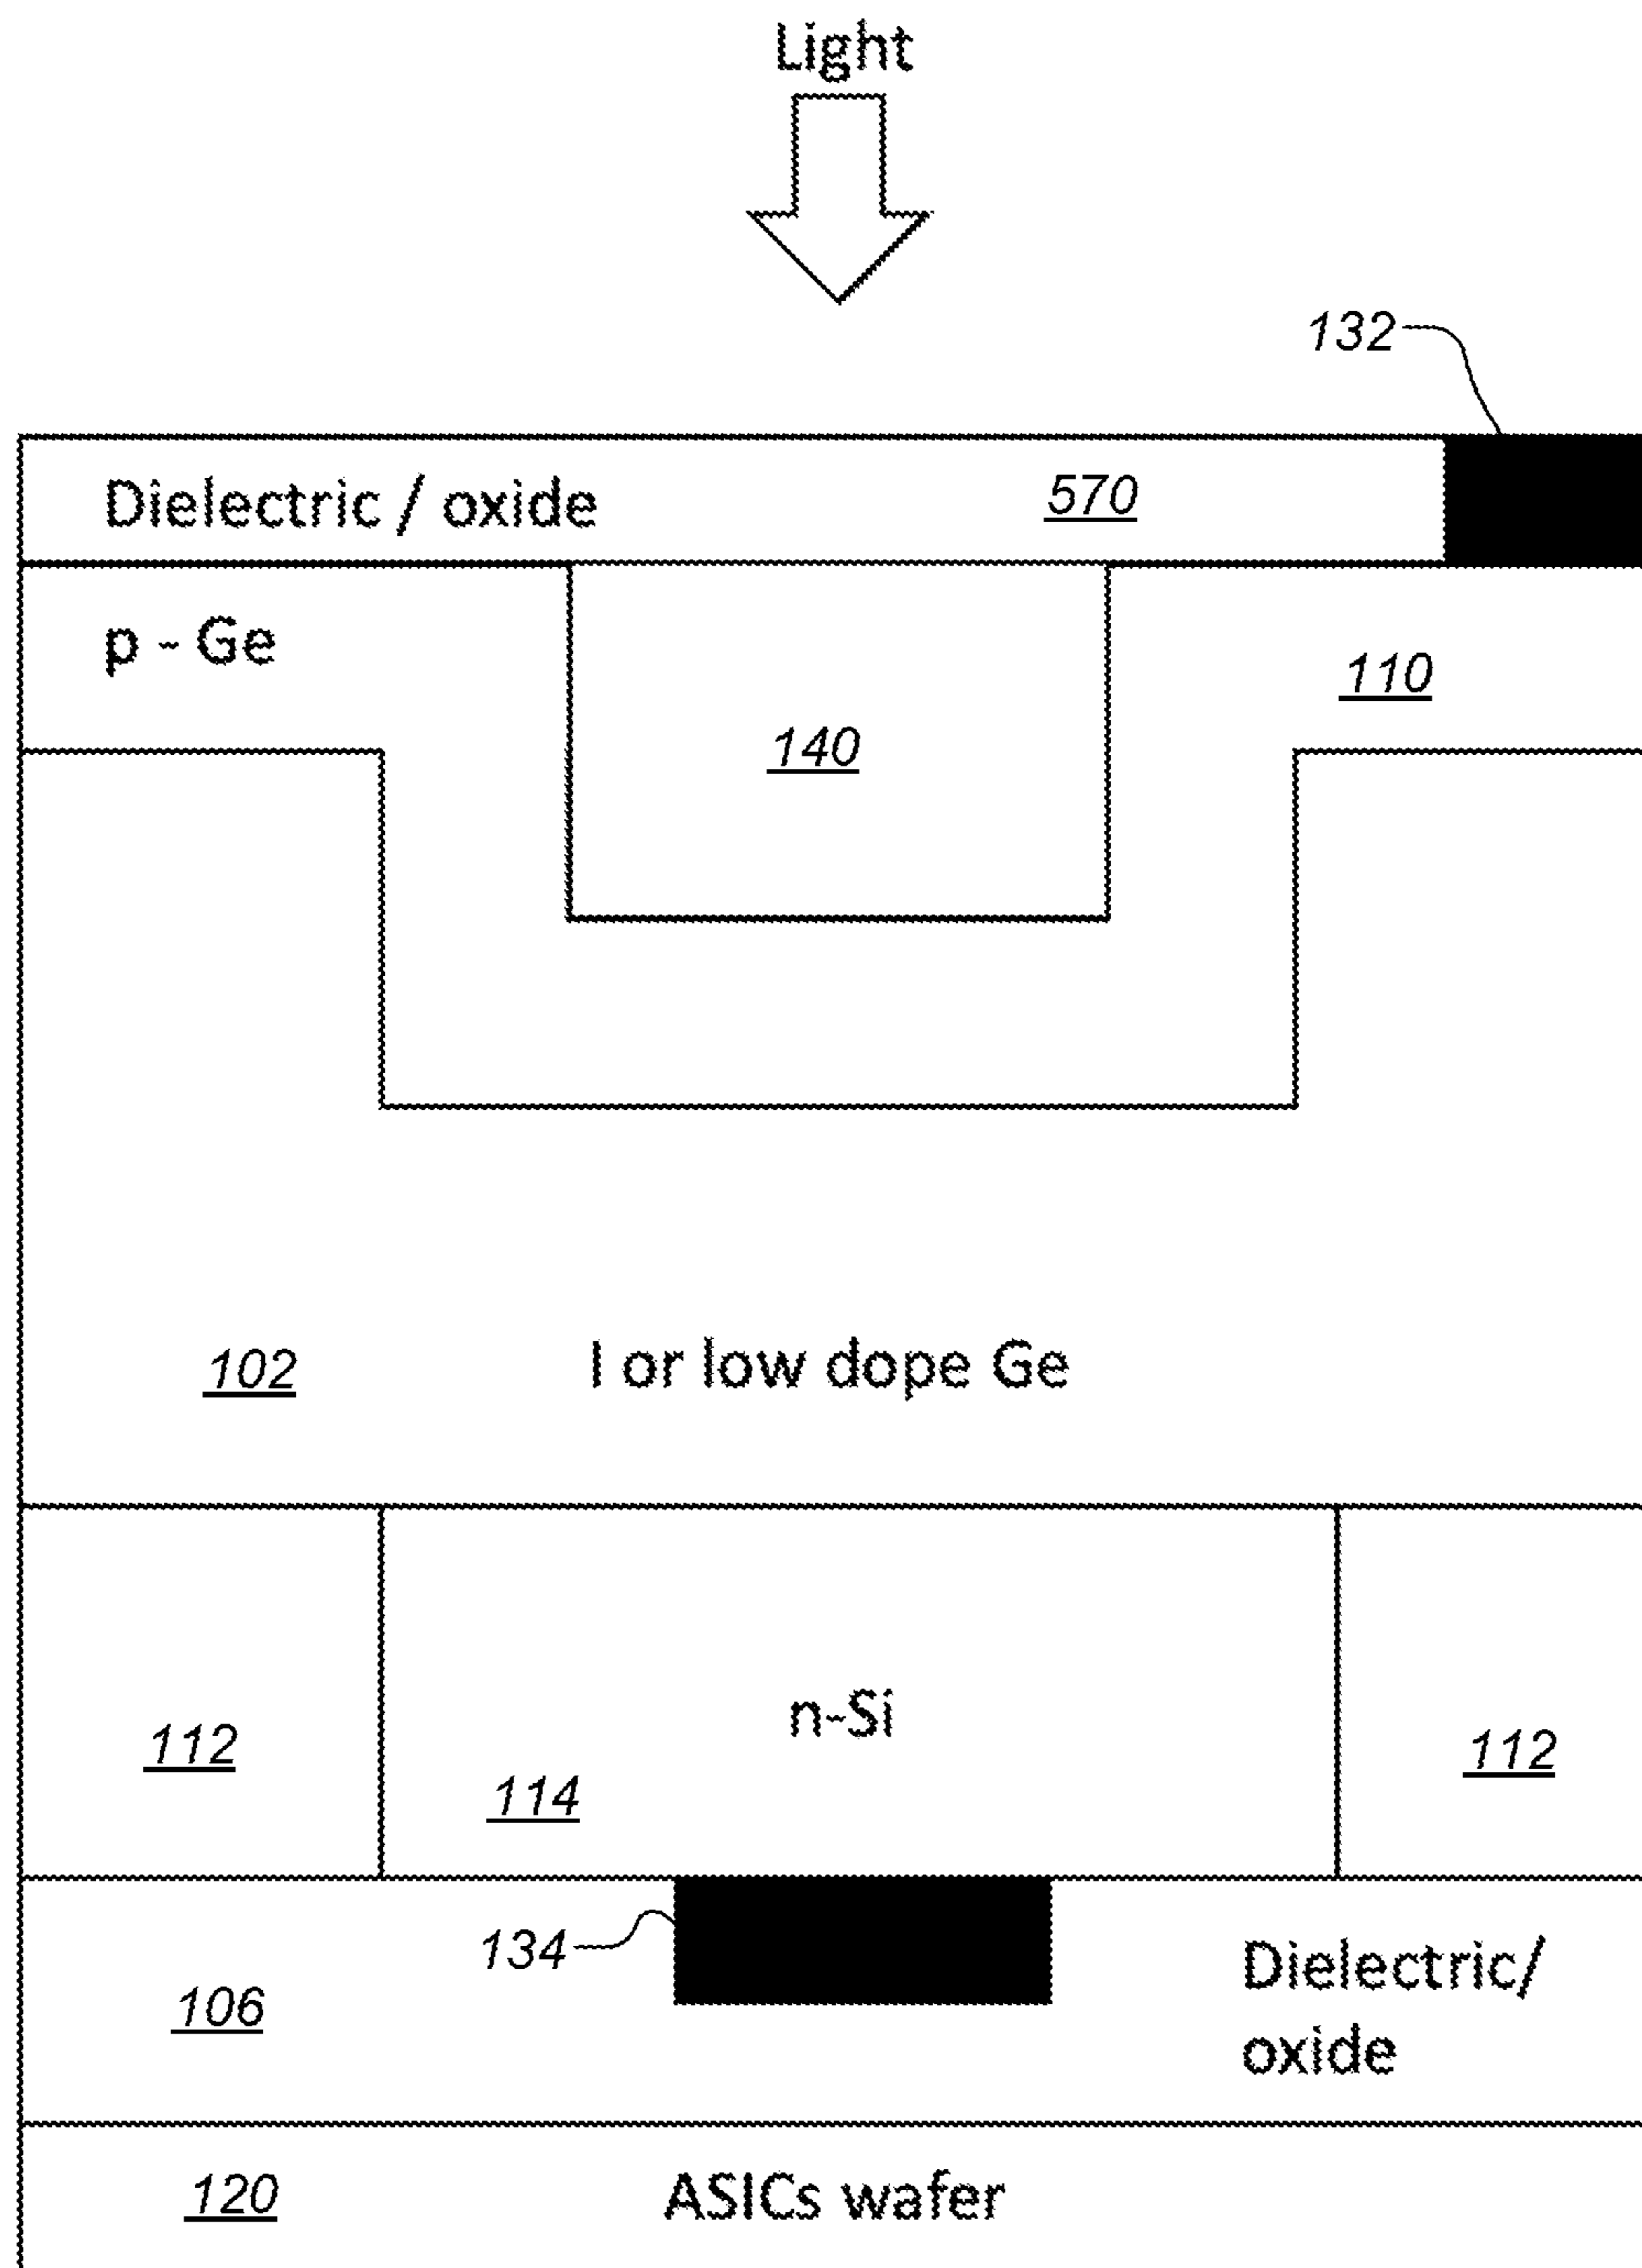 Light
132
Dielectric / oxide
570
p - Ge
110
140
102
I or low dope Ge
n-Si
112
112
114
134
Dielectric/
oxide
106
120
ASICs wafer